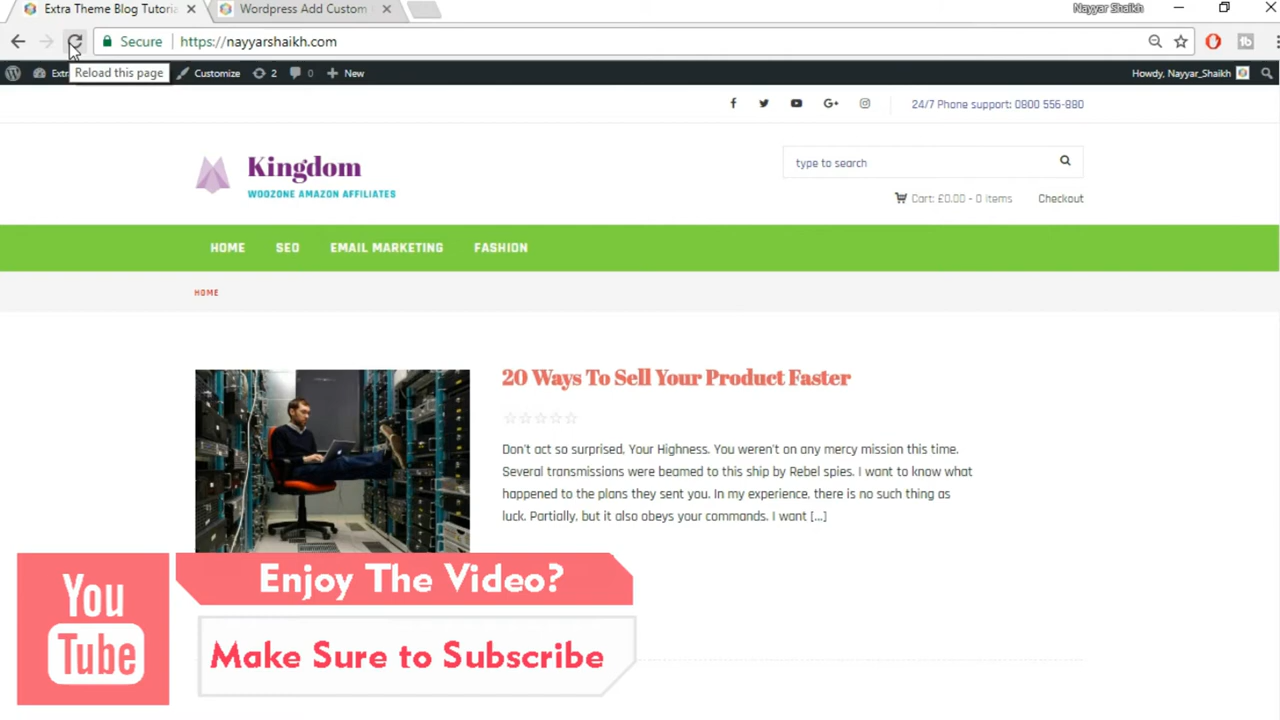 Extra Theme Blog Tutoria
Wordpress Add Custom
Nayyar Shaikh
Secure
https://nayyarshaikh.com
Extr
Reload this page
Customize
2
0
New
Howdy, Nayyar_Shaikh
24/7 Phone support: 0800 556-880
Kingdom
WOOZONE AMAZON AFFILIATES
type to search
Cart: £0.00 - 0 items
Checkout
HOME
SEO
EMAIL MARKETING
FASHION
HOME
20 Ways To Sell Your Product Faster
Don't act so surprised, Your Highness. You weren't on any mercy mission this time.
Several transmissions were beamed to this ship by Rebel spies. I want to know what
happened to the plans they sent you. In my experience, there is no such thing as
luck. Partially, but it also obeys your commands. I want [...]
You
Tube
Enjoy The Video?
Make Sure to Subscribe